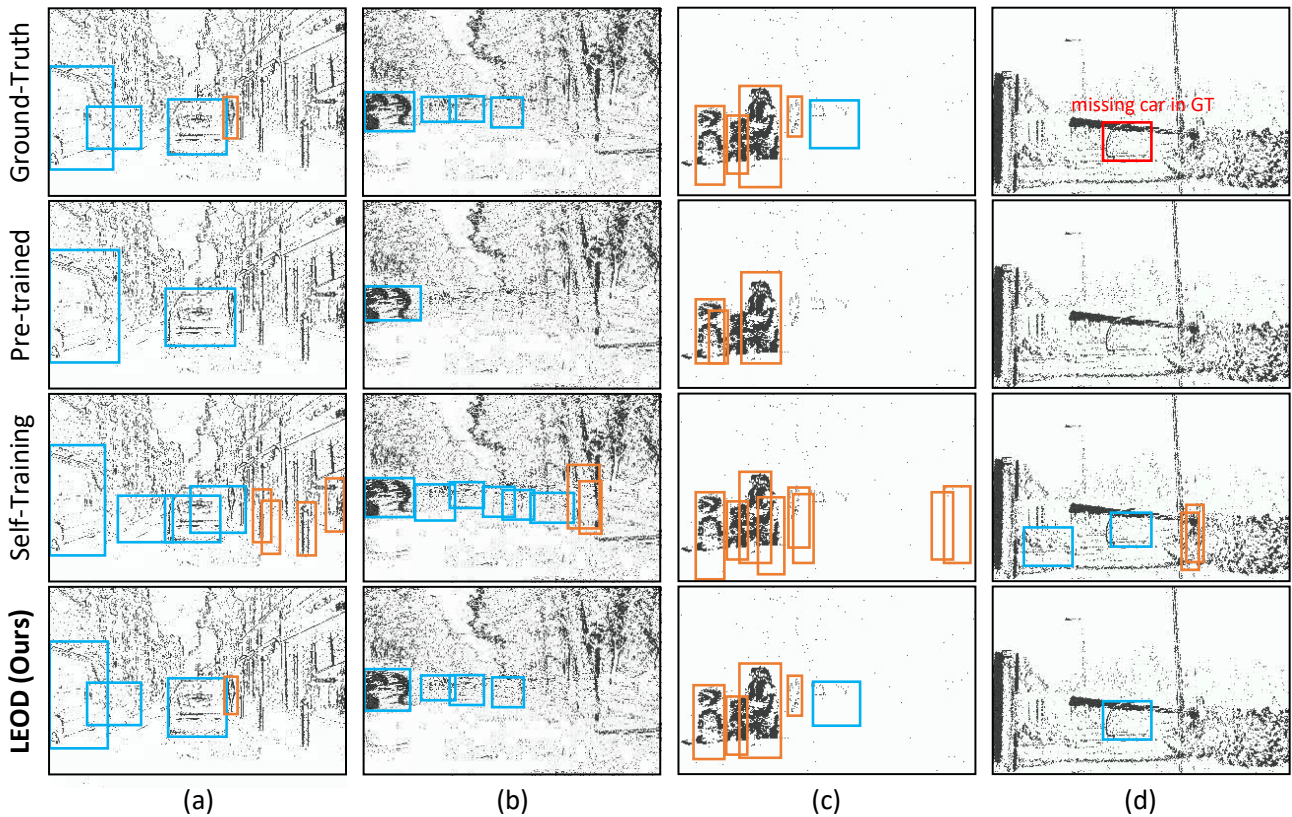 Ground-Truth
missing car in GT
Pre-trained
Self-Training
LEOD (Ours)
(a)
(b)
(c)
(d)